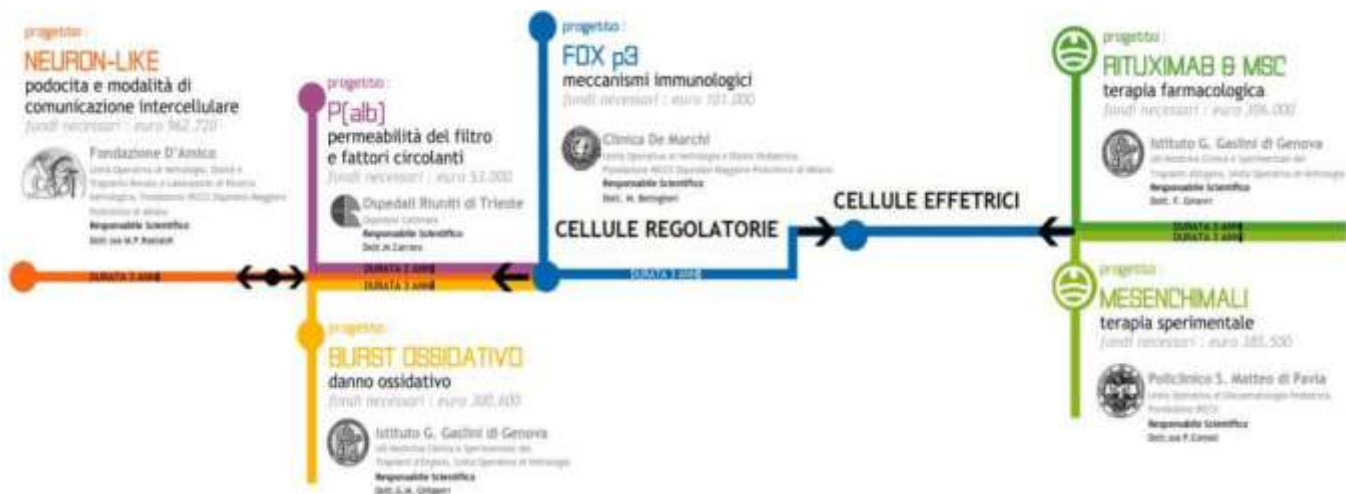 progetto :
NEURON-LIKE
podocita e modalità di
comunicazione intercellulare
fondi necessari : euro 962.720
Fondazione D'Amico
Responsabile Scientifico
DURATA 3 ANNI
progetto :
P(alb)
permeabilità del filtro
e fattori circolanti
fondi necessari : euro 53.000
Ospedali Riuniti di Trieste
Responsabile Scientifico
Dott.M.Carraro
DURATA 2 ANNI
DURATA 3 ANNI
progetto :
BURST OSSIDATIVO
danno ossidativo
fondi necessari : euro 300.600
Istituto G. Gaslini di Genova
Responsabile Scientifico
Dott.G.M. Ghiggeri
progetto :
FOX p3
meccanismi immunologici
fondi necessari : euro 101.000
Clinica De Marchi
Responsabile Scientifico
CELLULE REGOLATORIE
DURATA 3 ANNI
CELLULE EFFETRICI
progetto :
RITUXIMAB & MSC
terapia farmacologica
fondi necessari : euro 306.000
Istituto G. Gaslini di Genova
Responsabile Scientifico
DURATA 3 ANNI
DURATA 3 ANNI
progetto :
MESENCHIMALI
terapia sperimentale
fondi necessari : euro 385.500
Policlinico S. Matteo di Pavia
Responsabile Scientifico